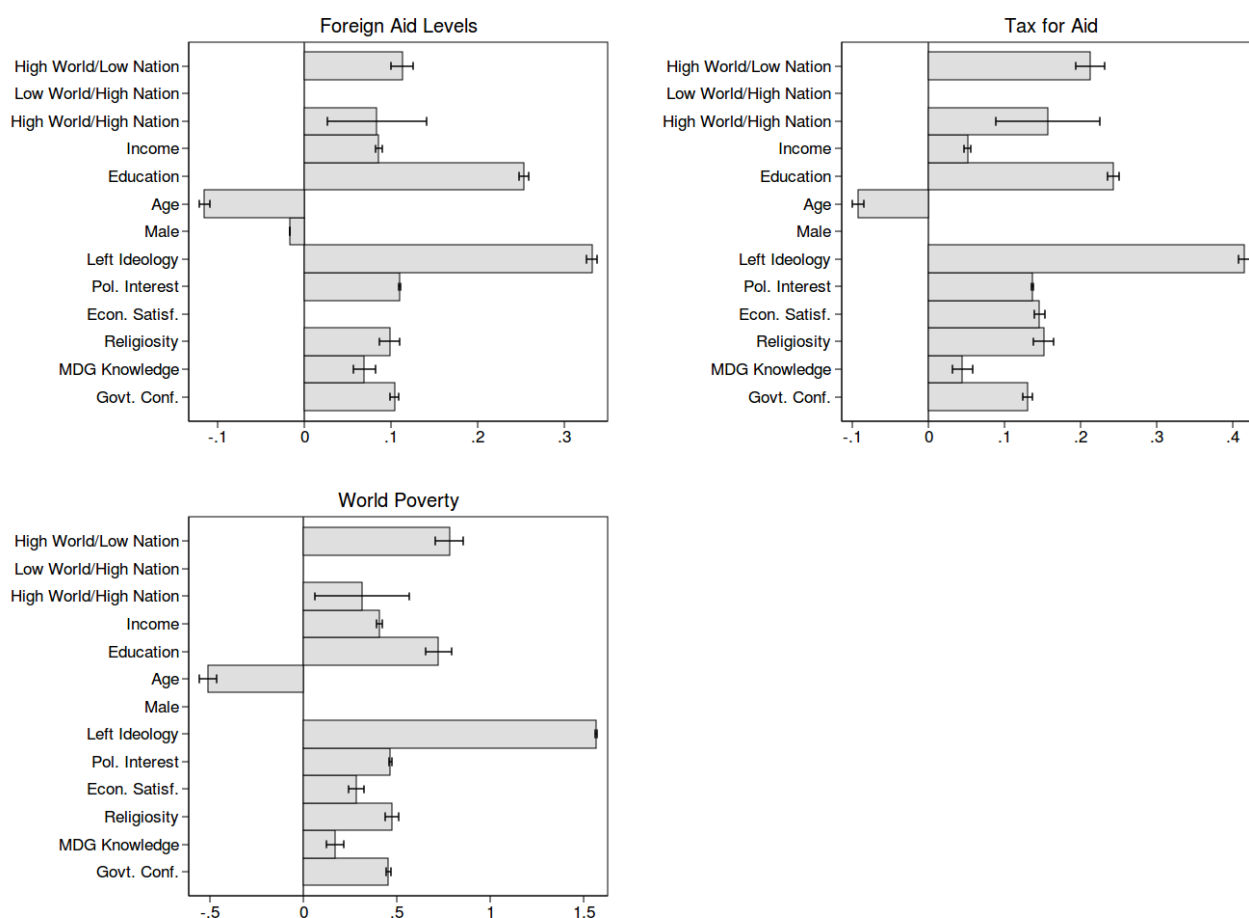 Foreign Aid Levels
High World/Low Nation
Low World/High Nation
High World/High Nation
Income
Education
Age
Male
Left Ideology
Pol. Interest
Econ. Satisf.
Religiosity
MDG Knowledge
Govt. Conf.
-.1 0 .1 .2 .3
Tax for Aid
High World/Low Nation
Low World/High Nation
High World/High Nation
Income
Education
Age
Male
Left Ideology
Pol. Interest
Econ. Satisf.
Religiosity
MDG Knowledge
Govt. Conf.
-.1 0 .1 .2 .3 .4
World Poverty
High World/Low Nation
Low World/High Nation
High World/High Nation
Income
Education
Age
Male
Left Ideology
Pol. Interest
Econ. Satisf.
Religiosity
MDG Knowledge
Govt. Conf.
-.5 0 .5 1 1.5